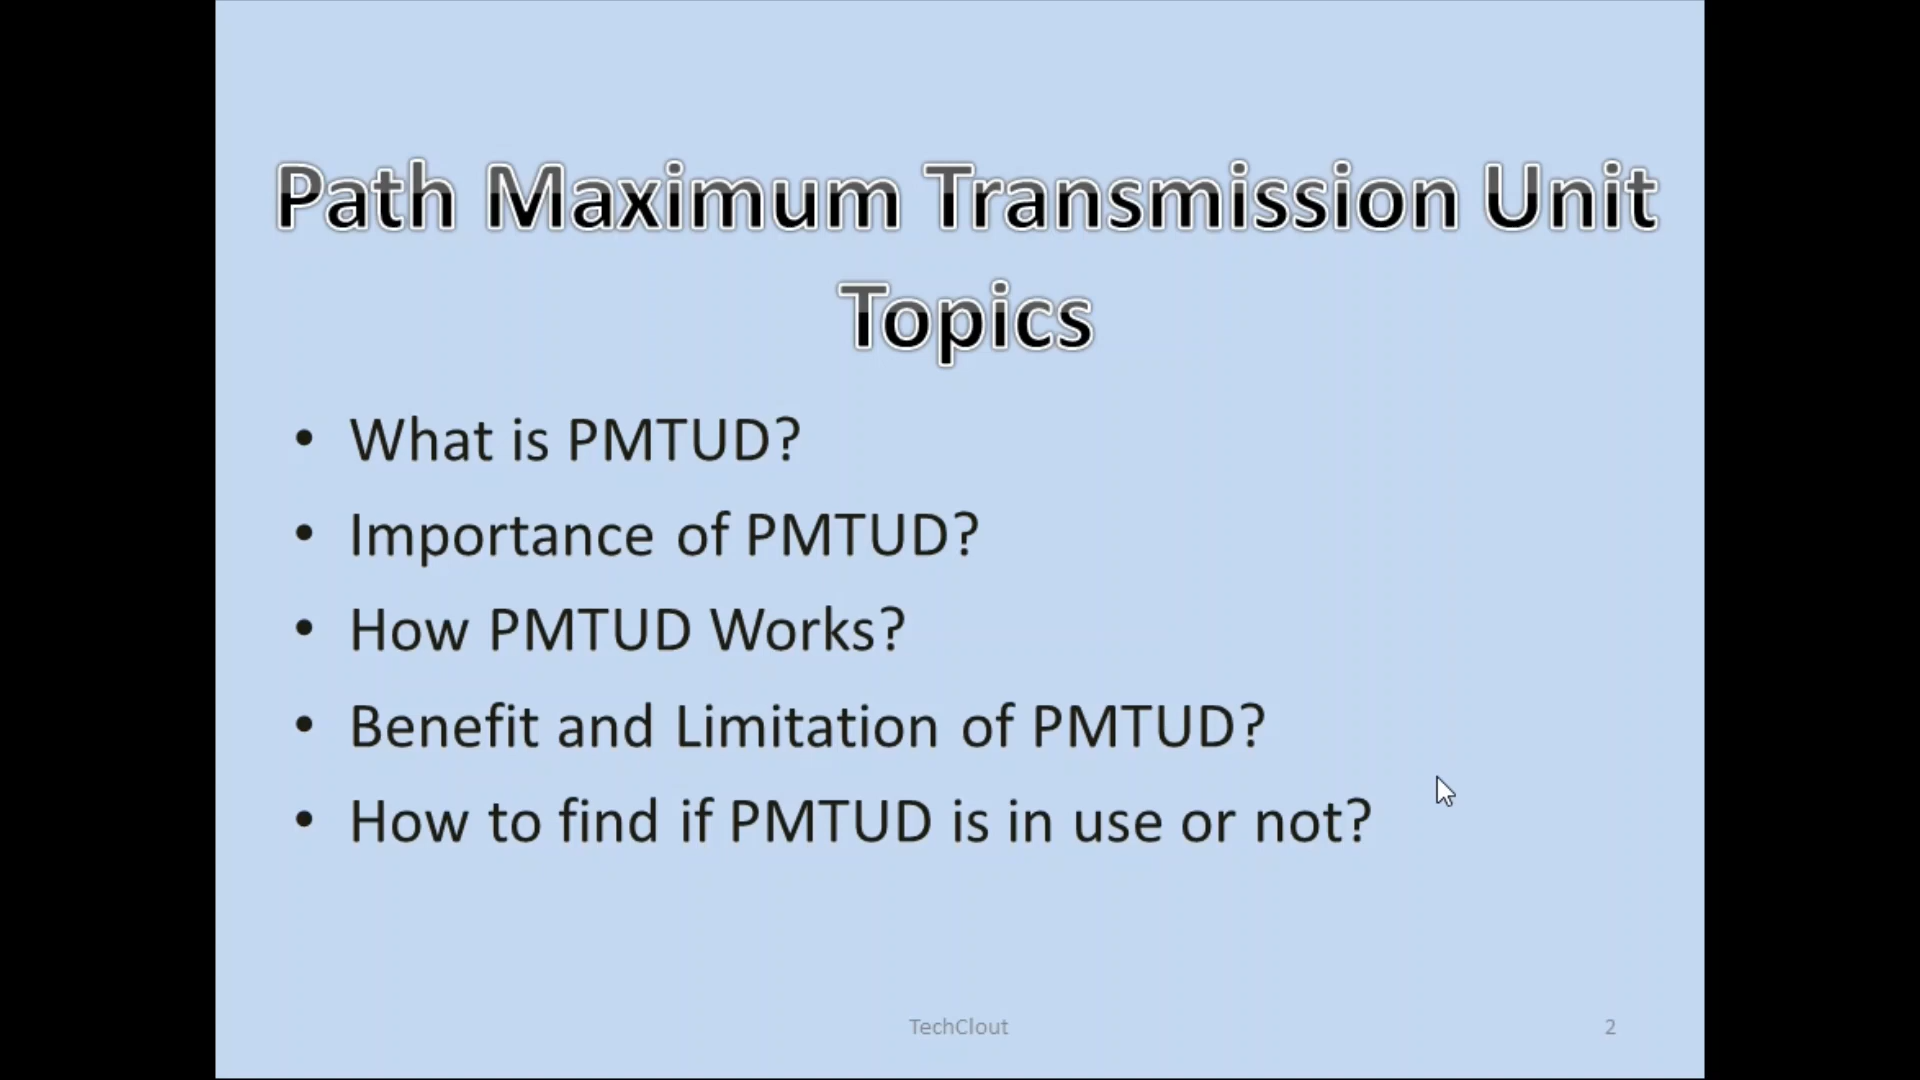 Path Maximum Transmission Unit
Topics
• What is PMTUD?
• Importance of PMTUD?
• How PMTUD Works?
• Benefit and Limitation of PMTUD?
• How to find if PMTUD is in use or not?
TechClout
2